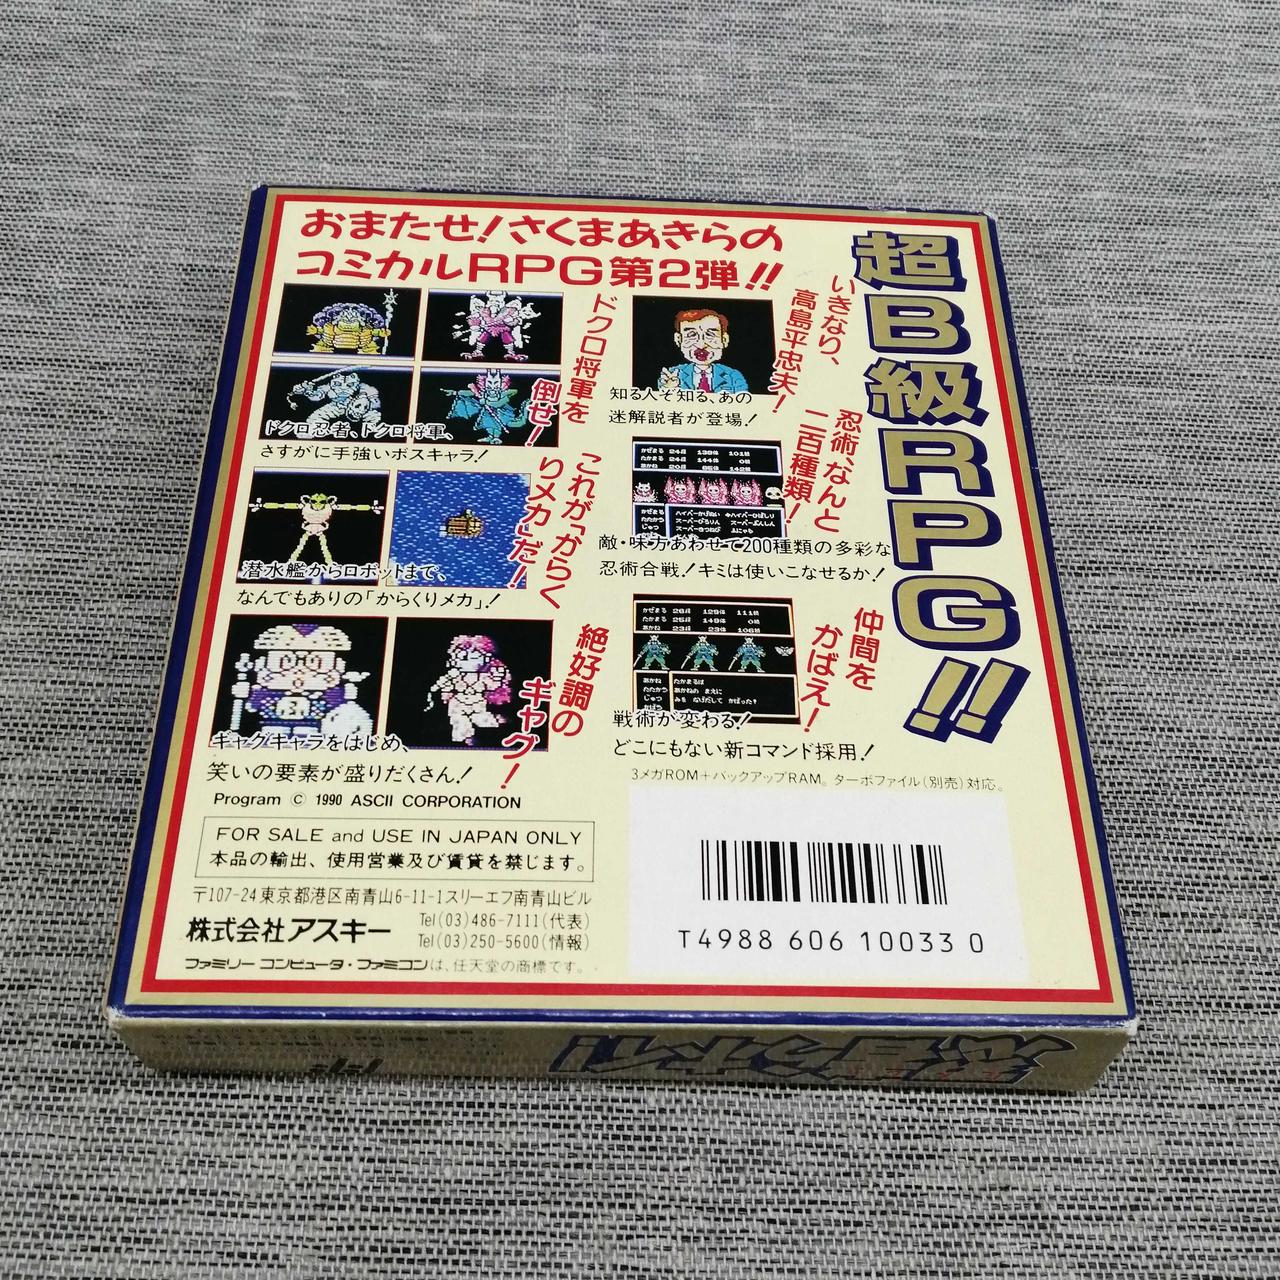 おまたせ!さくまあきらの
コミカルRPG第2弾!!
超B級RPG!!
いきなり、
高島平忠夫!
知る人ぞ知る、あの
迷解説者が登場!
ドクロ将軍を
倒せ!
ドクロ忍者、ドクロ将軍、
さすがに手強いボスキャラ!
忍術、なんと
二百種類!
敵・味方あわせて200種類の多彩な
忍術合戦!キミは使いこなせるか!
これが「からく
りメカ」だ!
潜水艦からロボットまで、
なんでもありの「からくりメカ」!
仲間を
かばえ!
戦術が変わる!
どこにもない新コマンド採用!
絶好調の
ギャグ!
ギャグキャラをはじめ、
笑いの要素が盛りだくさん!
3メガROM+バックアップRAM。ターボファイル(別売)対応。
Program © 1990 ASCII CORPORATION
FOR SALE and USE IN JAPAN ONLY
本品の輸出、使用営業及び賃貸を禁じます。
〒107-24東京都港区南青山6-11-1スリーエフ南青山ビル
株式会社アスキー
Tel(03)486-7111(代表)
Tel(03)250-5600(情報)
ファミリーコンピュータ・ファミコンは、任天堂の商標です。
T4988 606 10033 0